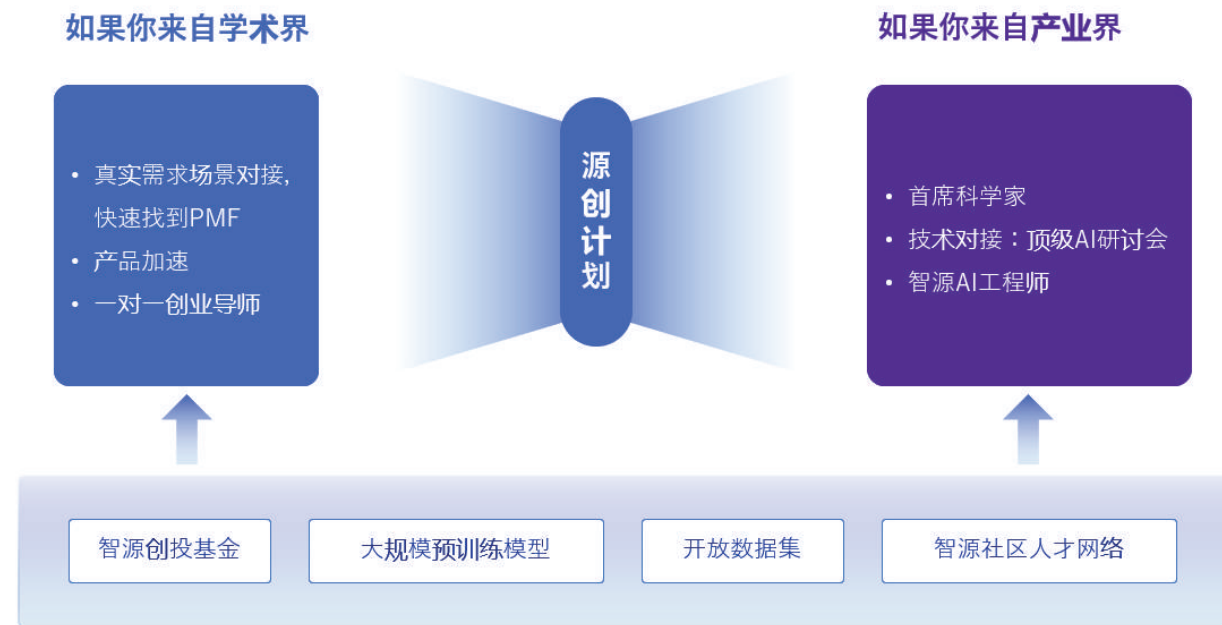 如果你来自学术界
如果你来自产业界
• 真实需求场景对接,
快速找到PMF
• 产品加速
• 一对一创业导师
源
创
计
划
• 首席科学家
• 技术对接：顶级AI研讨会
• 智源AI工程师
智源创投基金
大规模预训练模型
开放数据集
智源社区人才网络